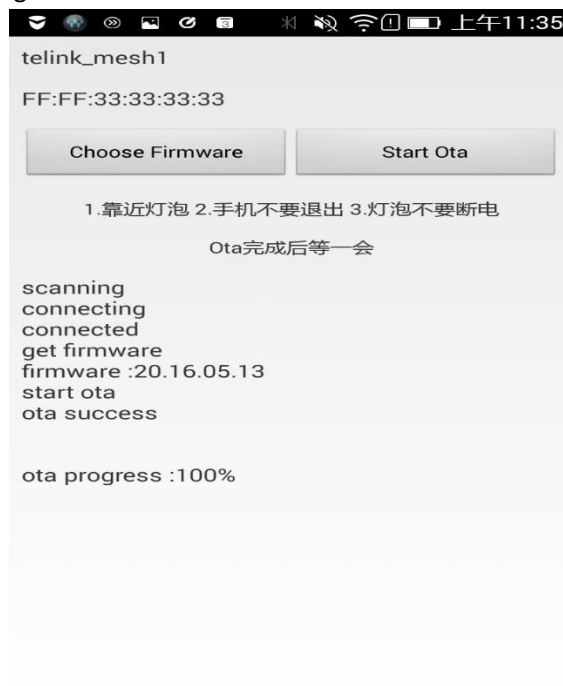 上午11:35
telink_mesh1
FF:FF:33:33:33:33
Choose Firmware
Start Ota
1.靠近灯泡 2.手机不要退出 3.灯泡不要断电
Ota完成后等一会
scanning
connecting
connected
get firmware
firmware :20.16.05.13
start ota
ota success
ota progress :100%